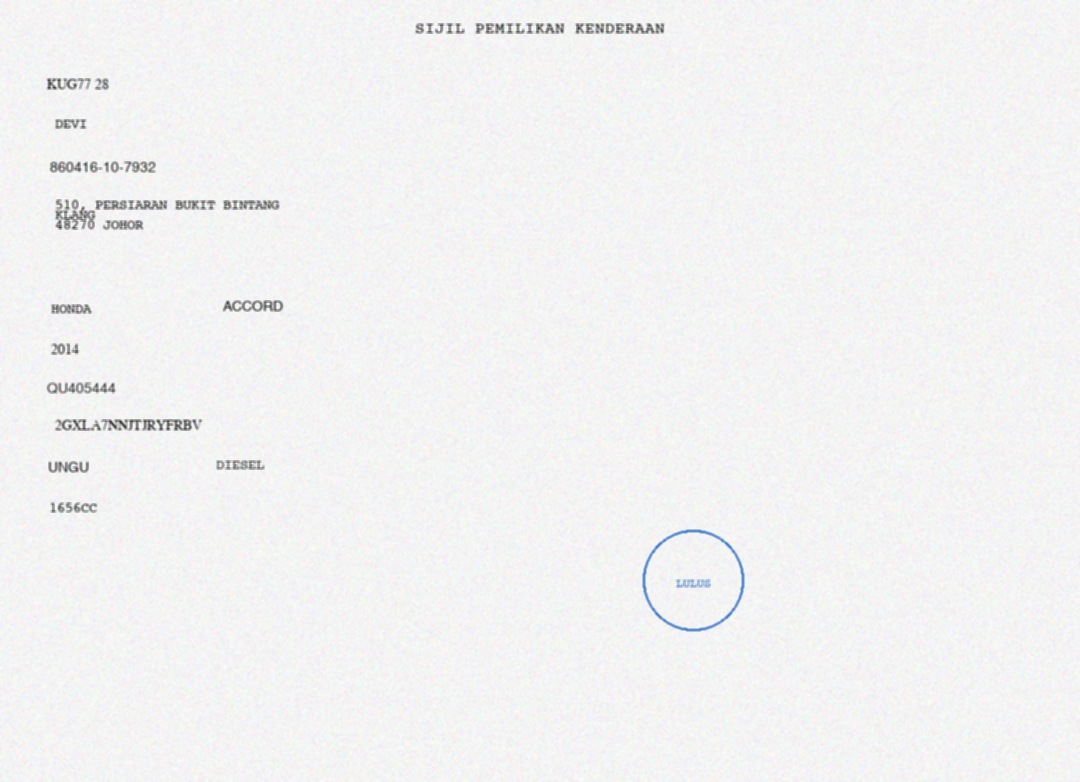 SIJIL PEMILIKAN KENDERAAN
KUG77 28
DEVI
860416-10-7932
510, PERSIARAN BUKIT BINTANG
KLANG
48270 JOHOR
HONDA ACCORD
2014
QU405444
2GXLA7NNJTJRYFRBV
UNGU DIESEL
1656CC
LULUS